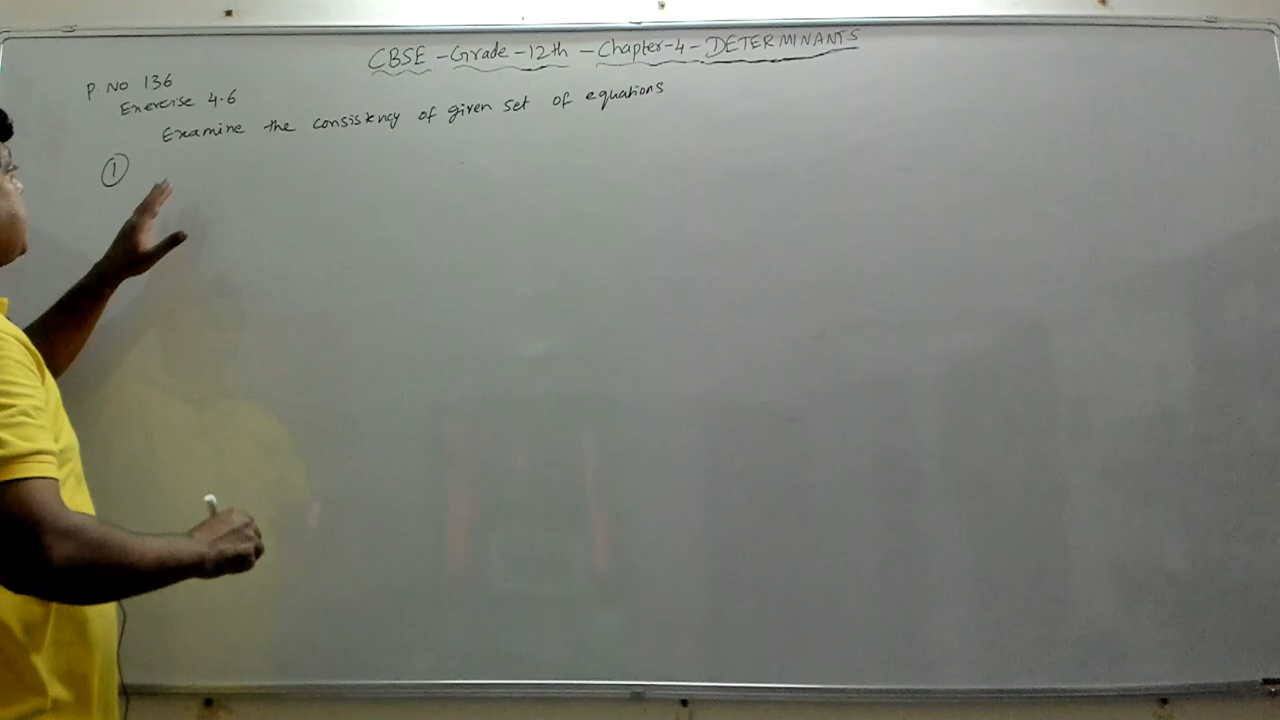 CBSE - Grade - 12th - Chapter-4 - DETERMINANTS
P. NO 136
Exercise 4.6
Examine the consistency of given set of equations
①